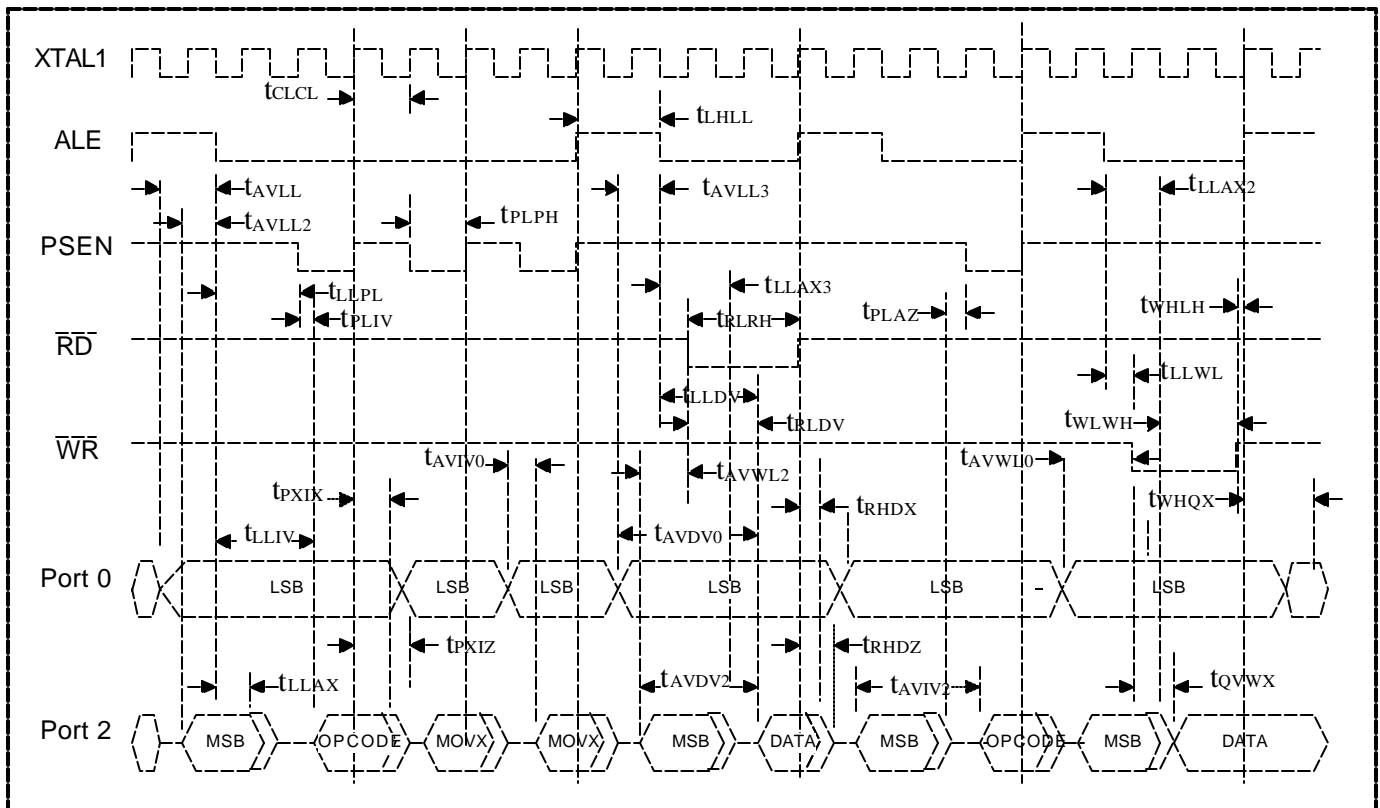 XTAL1
tCLCL
tLHLL
ALE
tAVLL tAVLL3 tLLAX2
tAVLL2 tPLPH
PSEN
tLLPL tLLAX3
tPLIV tRLRH tPLAZ tWHLH
RD
tLLWL
tLLDV
tRLDV tWLWH
WR
tAVIV0 tAVWL2 tAVWL0
tPXIX tRHDX tWHQX
tLLIV tAVDV0
Port 0 LSB LSB LSB LSB LSB LSB
tPXIZ tRHDZ
tLLAX tAVDV2 tAVIV2 tQVWX
Port 2 MSB OPCODE MOVX MOVX MSB DATA MSB OPCODE MSB DATA